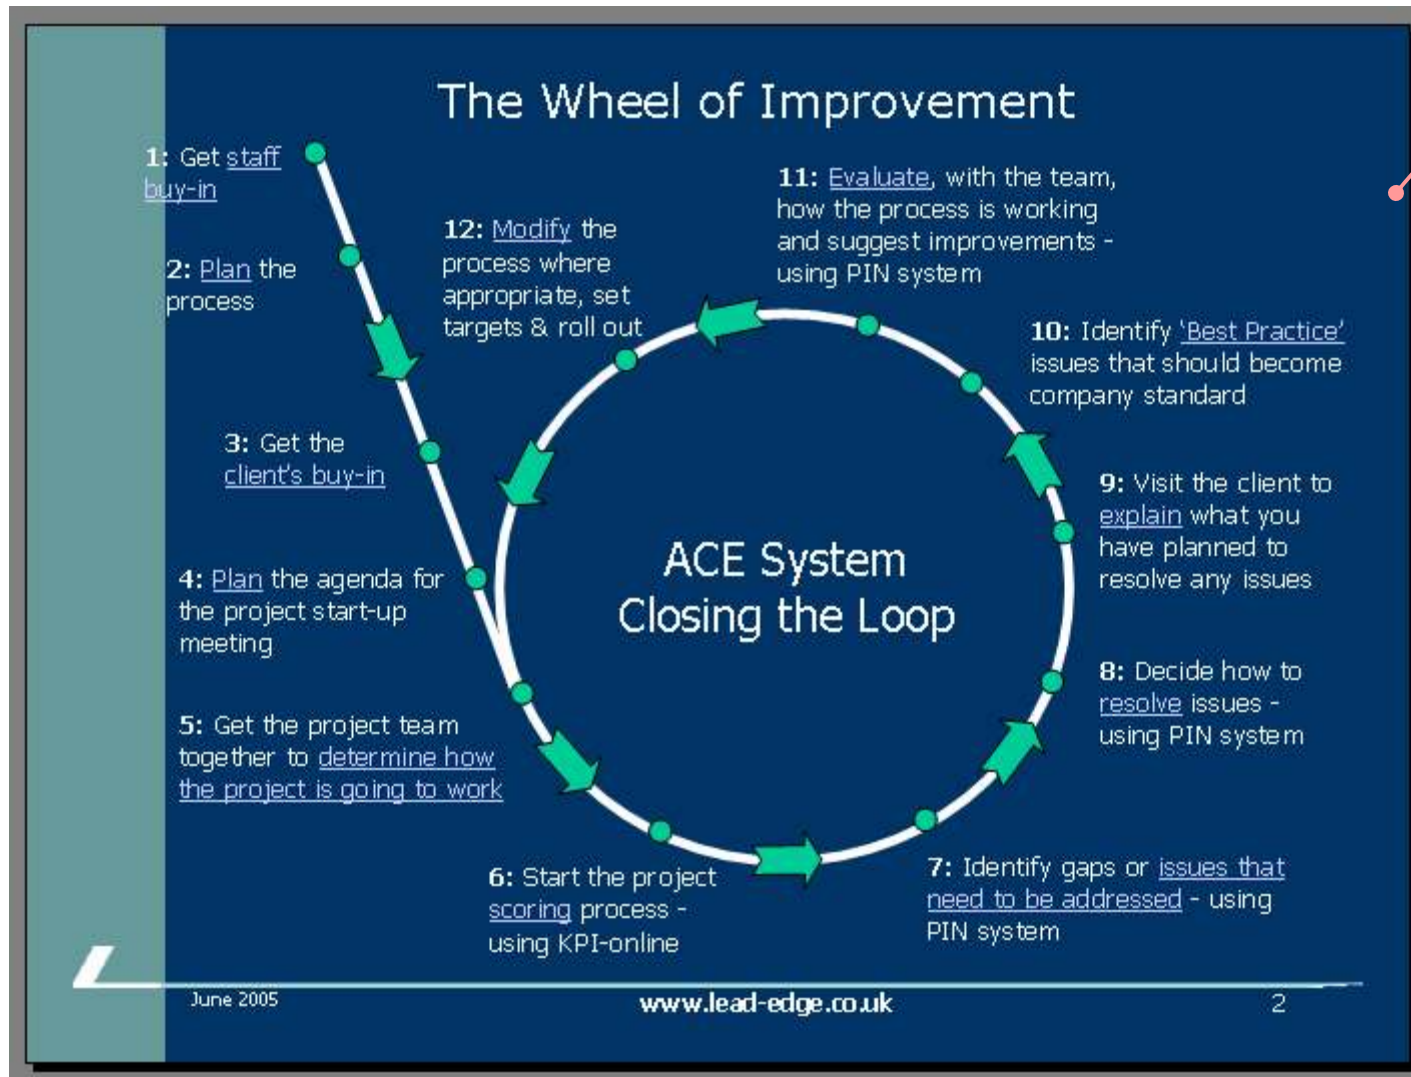 The Wheel of Improvement
1: Get staff
buy-in
2: Plan the
process
3: Get the
client's buy-in
4: Plan the agenda for
the project start-up
meeting
5: Get the project team
together to determine how
the project is going to work
6: Start the project
scoring process -
using KPI-online
7: Identify gaps or issues that
need to be addressed - using
PIN system
8: Decide how to
resolve issues -
using PIN system
9: Visit the client to
explain what you
have planned to
resolve any issues
10: Identify ‘Best Practice’
issues that should become
company standard
11: Evaluate, with the team,
how the process is working
and suggest improvements -
using PIN system
12: Modify the
process where
appropriate, set
targets & roll out
ACE System
Closing the Loop
June 2005
www.lead-edge.co.uk
2